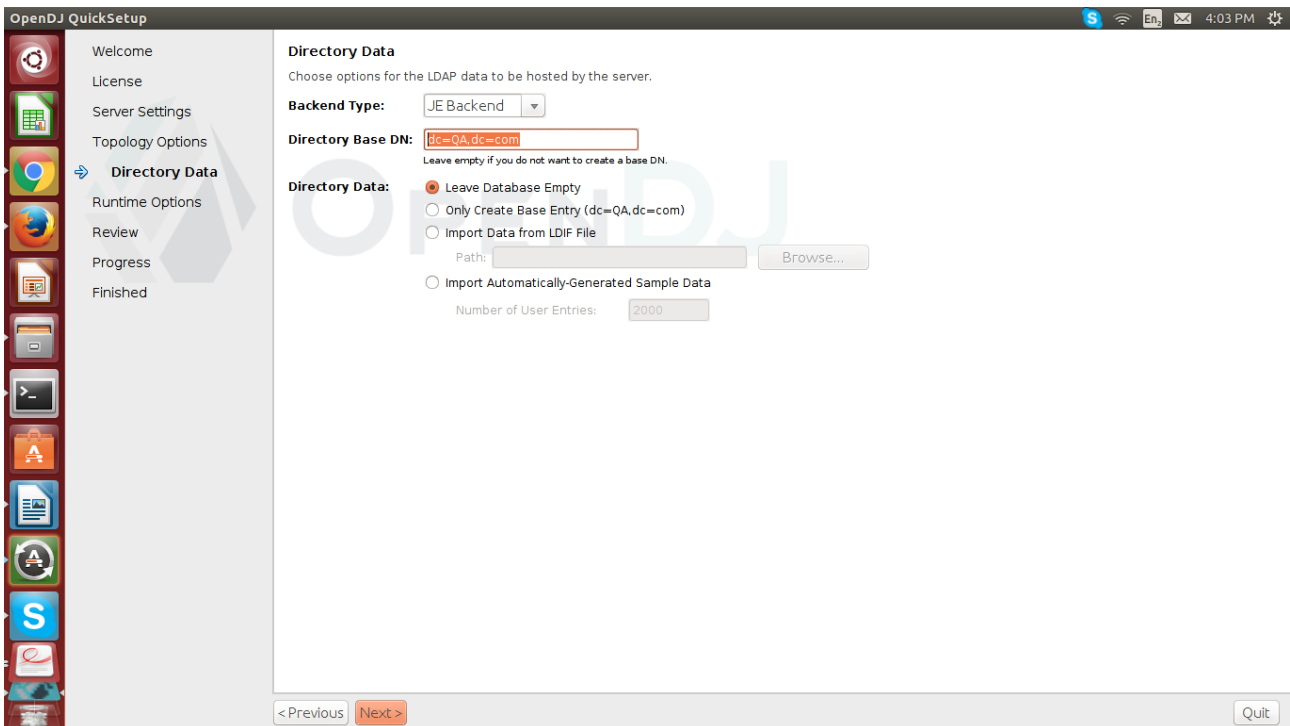 OpenDJ QuickSetup
S
En2
4:03 PM
Welcome
License
Server Settings
Topology Options
Directory Data
Runtime Options
Review
Progress
Finished
Directory Data
Choose options for the LDAP data to be hosted by the server.
Backend Type: JE Backend
Directory Base DN: dc=QA,dc=com
Leave empty if you do not want to create a base DN.
Directory Data: Leave Database Empty
Only Create Base Entry (dc=QA,dc=com)
Import Data from LDIF File
Path: Browse...
Import Automatically-Generated Sample Data
Number of User Entries: 2000
OPENDJ
>_
A
A
S
< Previous Next > Quit